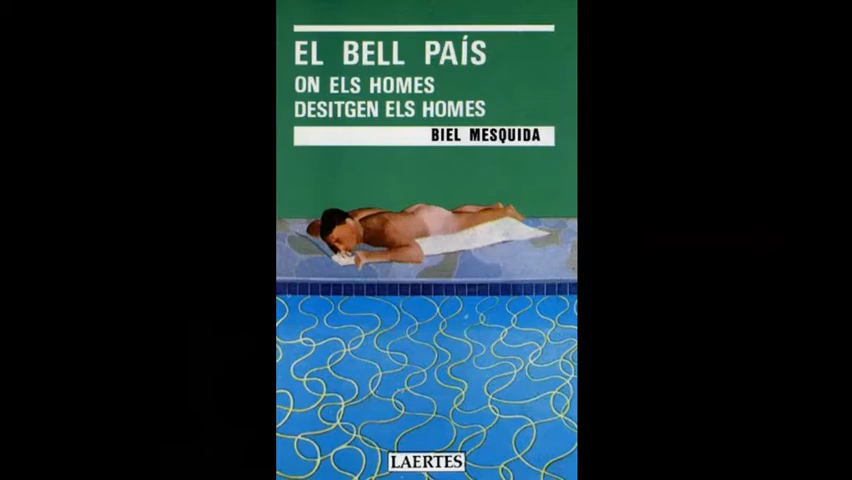 EL BELL PAÍS
ON ELS HOMES
DESITGEN ELS HOMES
BIEL MESQUIDA
LAERTES